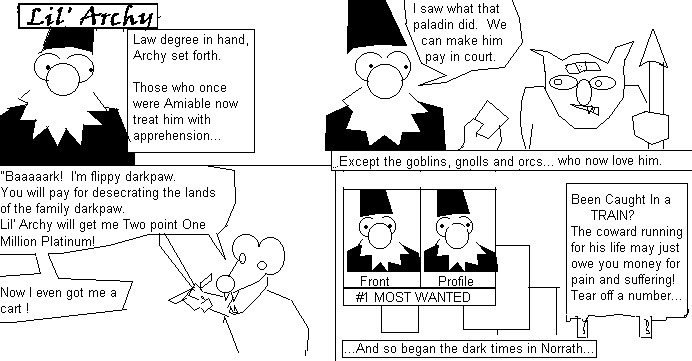 Lil' Archy
Law degree in hand,
Archy set forth.
Those who once
were Amiable now
treat him with
apprehension...
I saw what that
paladin did. We
can make him
pay in court.
Except the goblins, gnolls and orcs... who now love him.
"Baaaaark! I'm flippy darkpaw.
You will pay for desecrating the lands
of the family darkpaw.
Lil' Archy will get me Two point One
Million Platinum!
Now I even got me a
cart !
Front
Profile
#1 MOST WANTED
Been Caught In a
TRAIN?
The coward running
for his life may just
owe you money for
pain and suffering!
Tear off a number...
...And so began the dark times in Norrath...